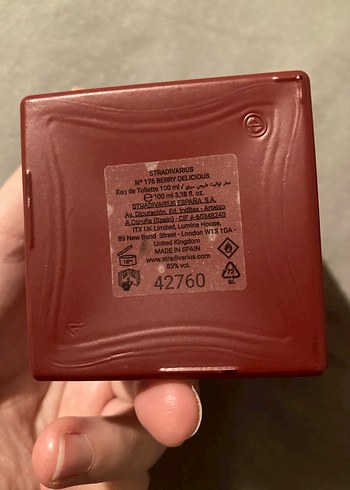 STRADIVARIUS
Nº 176 BERRY DELICIOUS
Eau de Toilette 100 ml /
℮ 100 ml 3,38 fl. oz.
STRADIVARIUS ESPAÑA, S.A.
Av. Diputación, Ed. Inditex - Arteixo
A Coruña (Spain) - CIF A-60348240
ITX UK Limited, Lumina House,
89 New Bond Street - London W1S 1DA -
United Kingdom
MADE IN SPAIN
www.stradivarius.com
83% vol.
42760